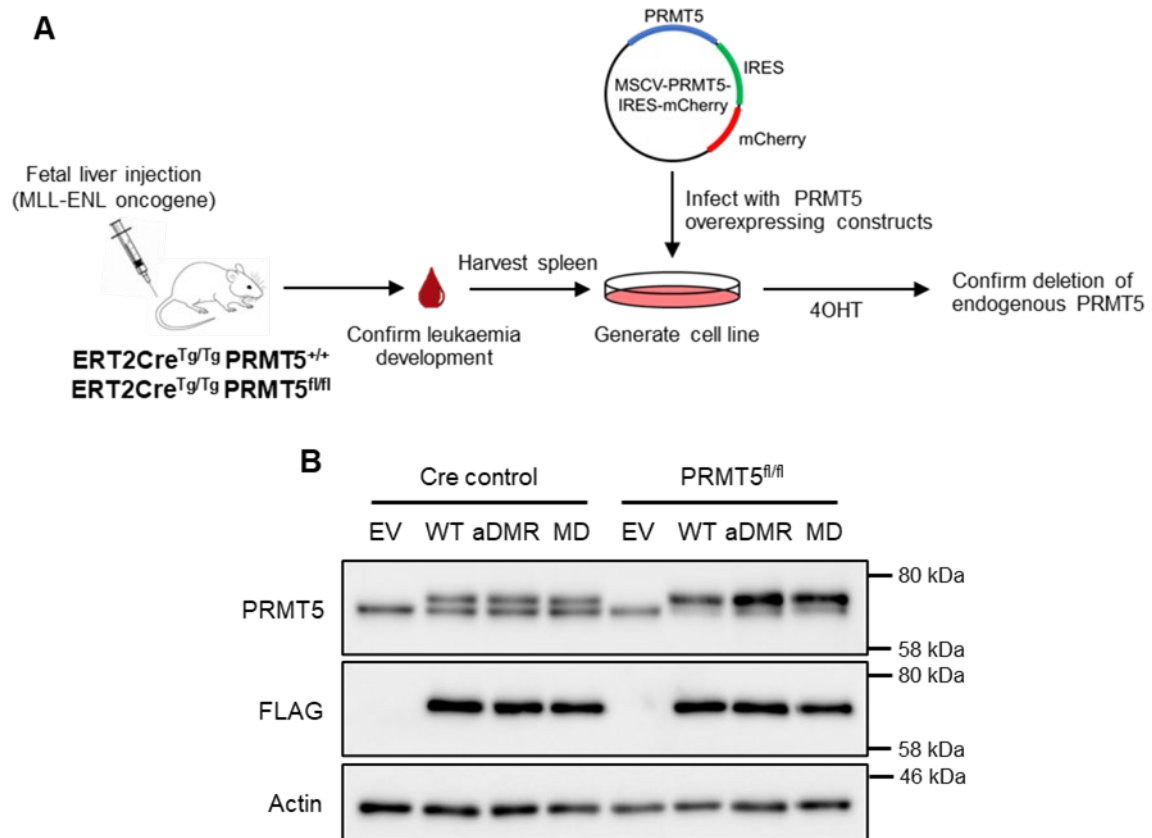 A
PRMT5
IRES
MSCV-PRMT5-
IRES-mCherry
mCherry
Fetal liver injection
(MLL-ENL oncogene)
Infect with PRMT5
overexpressing constructs
Harvest spleen
4OHT
Confirm deletion of
endogenous PRMT5
Confirm leukaemia
development
Generate cell line
ERT2Creᵀᵍ/ᵀᵍ PRMT5⁺/⁺
ERT2Creᵀᵍ/ᵀᵍ PRMT5ᶠˡ/ᶠˡ
B
Cre control PRMT5ᶠˡ/ᶠˡ
EV WT aDMR MD EV WT aDMR MD
80 kDa
PRMT5
58 kDa
80 kDa
FLAG
58 kDa
46 kDa
Actin